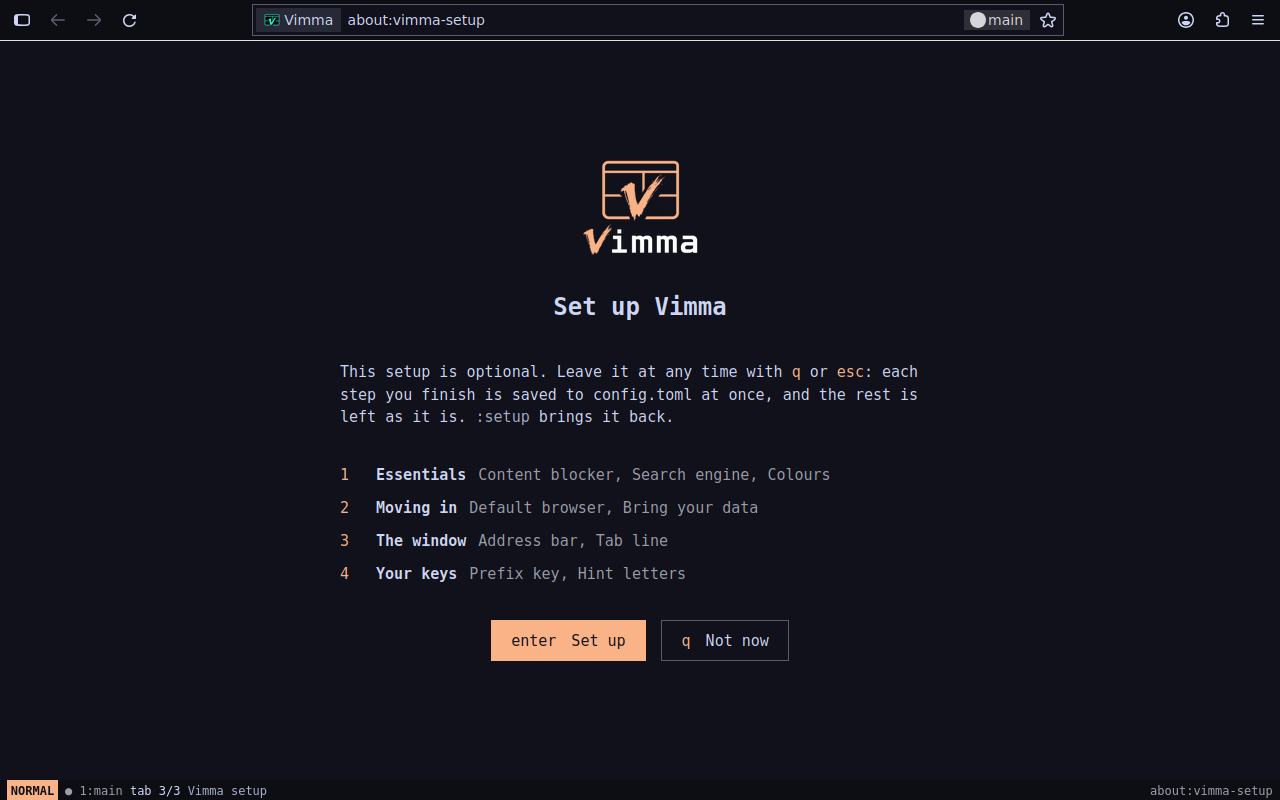 Vimma about:vimma-setup main
Vimma
Set up Vimma
This setup is optional. Leave it at any time with q or esc: each
step you finish is saved to config.toml at once, and the rest is
left as it is. :setup brings it back.
1 Essentials Content blocker, Search engine, Colours
2 Moving in Default browser, Bring your data
3 The window Address bar, Tab line
4 Your keys Prefix key, Hint letters
enter Set up q Not now
NORMAL ● 1:main tab 3/3 Vimma setup about:vimma-setup